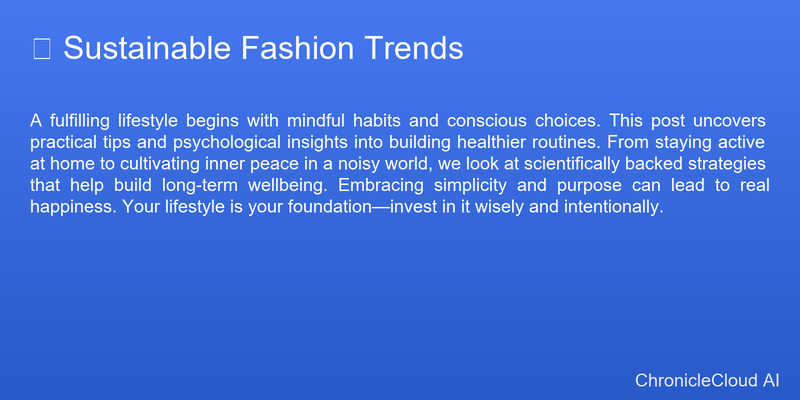 Sustainable Fashion Trends
A fulfilling lifestyle begins with mindful habits and conscious choices. This post uncovers
practical tips and psychological insights into building healthier routines. From staying active
at home to cultivating inner peace in a noisy world, we look at scientifically backed strategies
that help build long-term wellbeing. Embracing simplicity and purpose can lead to real
happiness. Your lifestyle is your foundation—invest in it wisely and intentionally.
ChronicleCloud AI